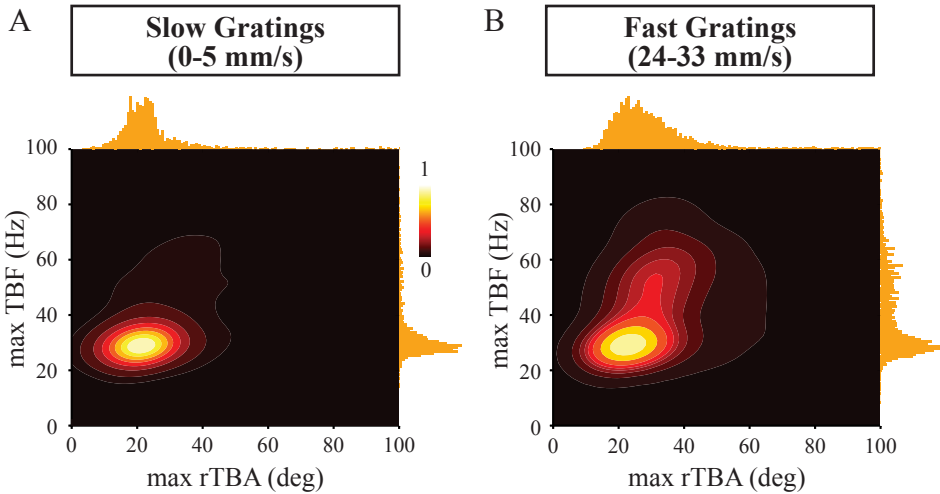 A
Slow Gratings
(0-5 mm/s)
100
80
60
40
20
0
max TBF (Hz)
0 20 40 60 80 100
max rTBA (deg)
1
0
B
Fast Gratings
(24-33 mm/s)
100
80
60
40
20
0
max TBF (Hz)
0 20 40 60 80 100
max rTBA (deg)